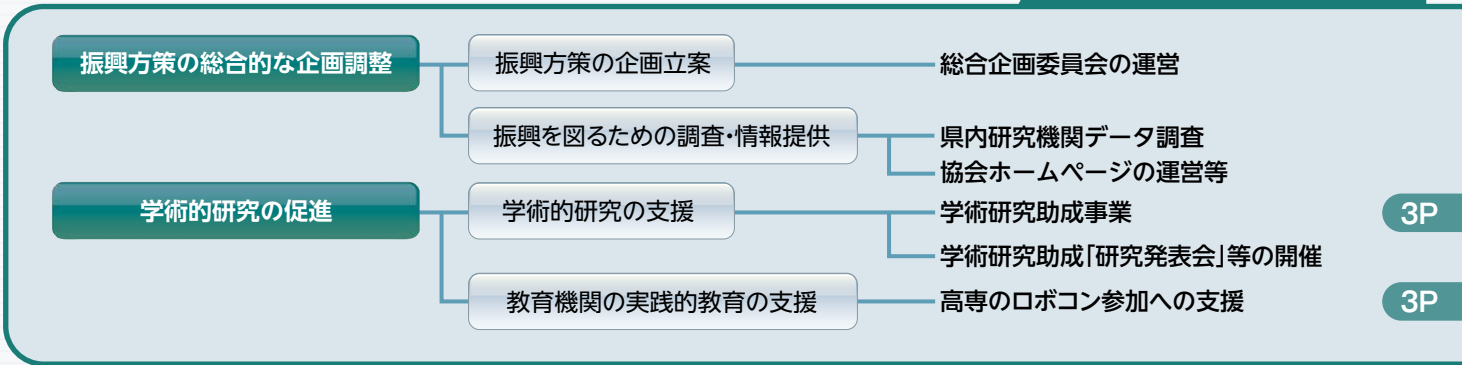 振興方策の総合的な企画調整
振興方策の企画立案
総合企画委員会の運営
振興を図るための調査・情報提供
県内研究機関データ調査
協会ホームページの運営等
学術的研究の促進
学術的研究の支援
学術研究助成事業
3P
学術研究助成「研究発表会」等の開催
教育機関の実践的教育の支援
高専のロボコン参加への支援
3P